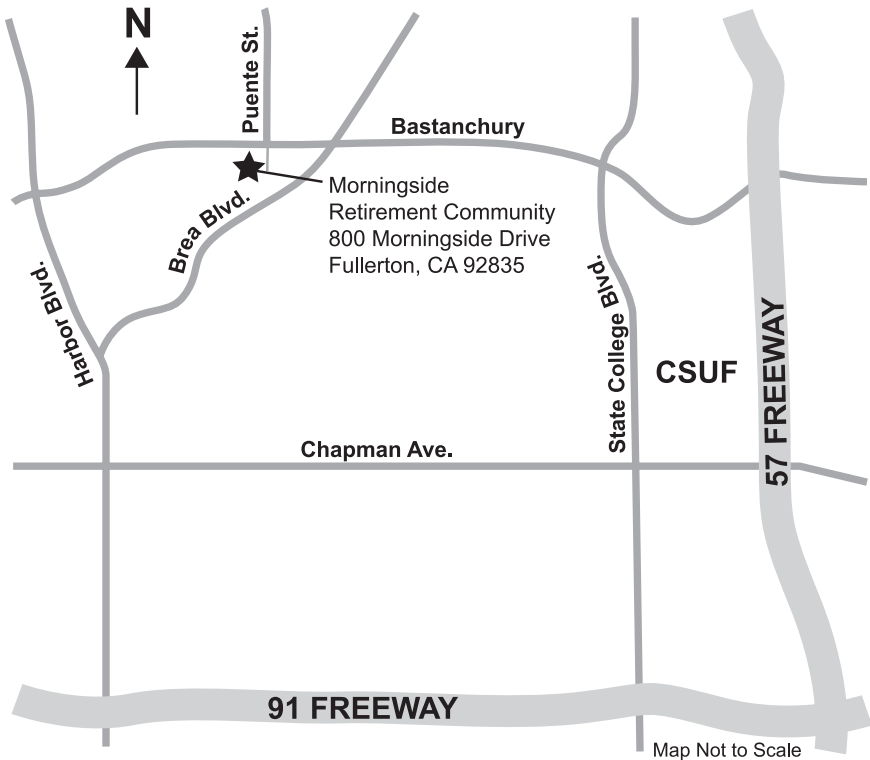 N
Puente St.
Bastanchury
Morningside
Retirement Community
800 Morningside Drive
Fullerton, CA 92835
Brea Blvd.
Harbor Blvd.
State College Blvd.
CSUF
57 FREEWAY
Chapman Ave.
91 FREEWAY
Map Not to Scale